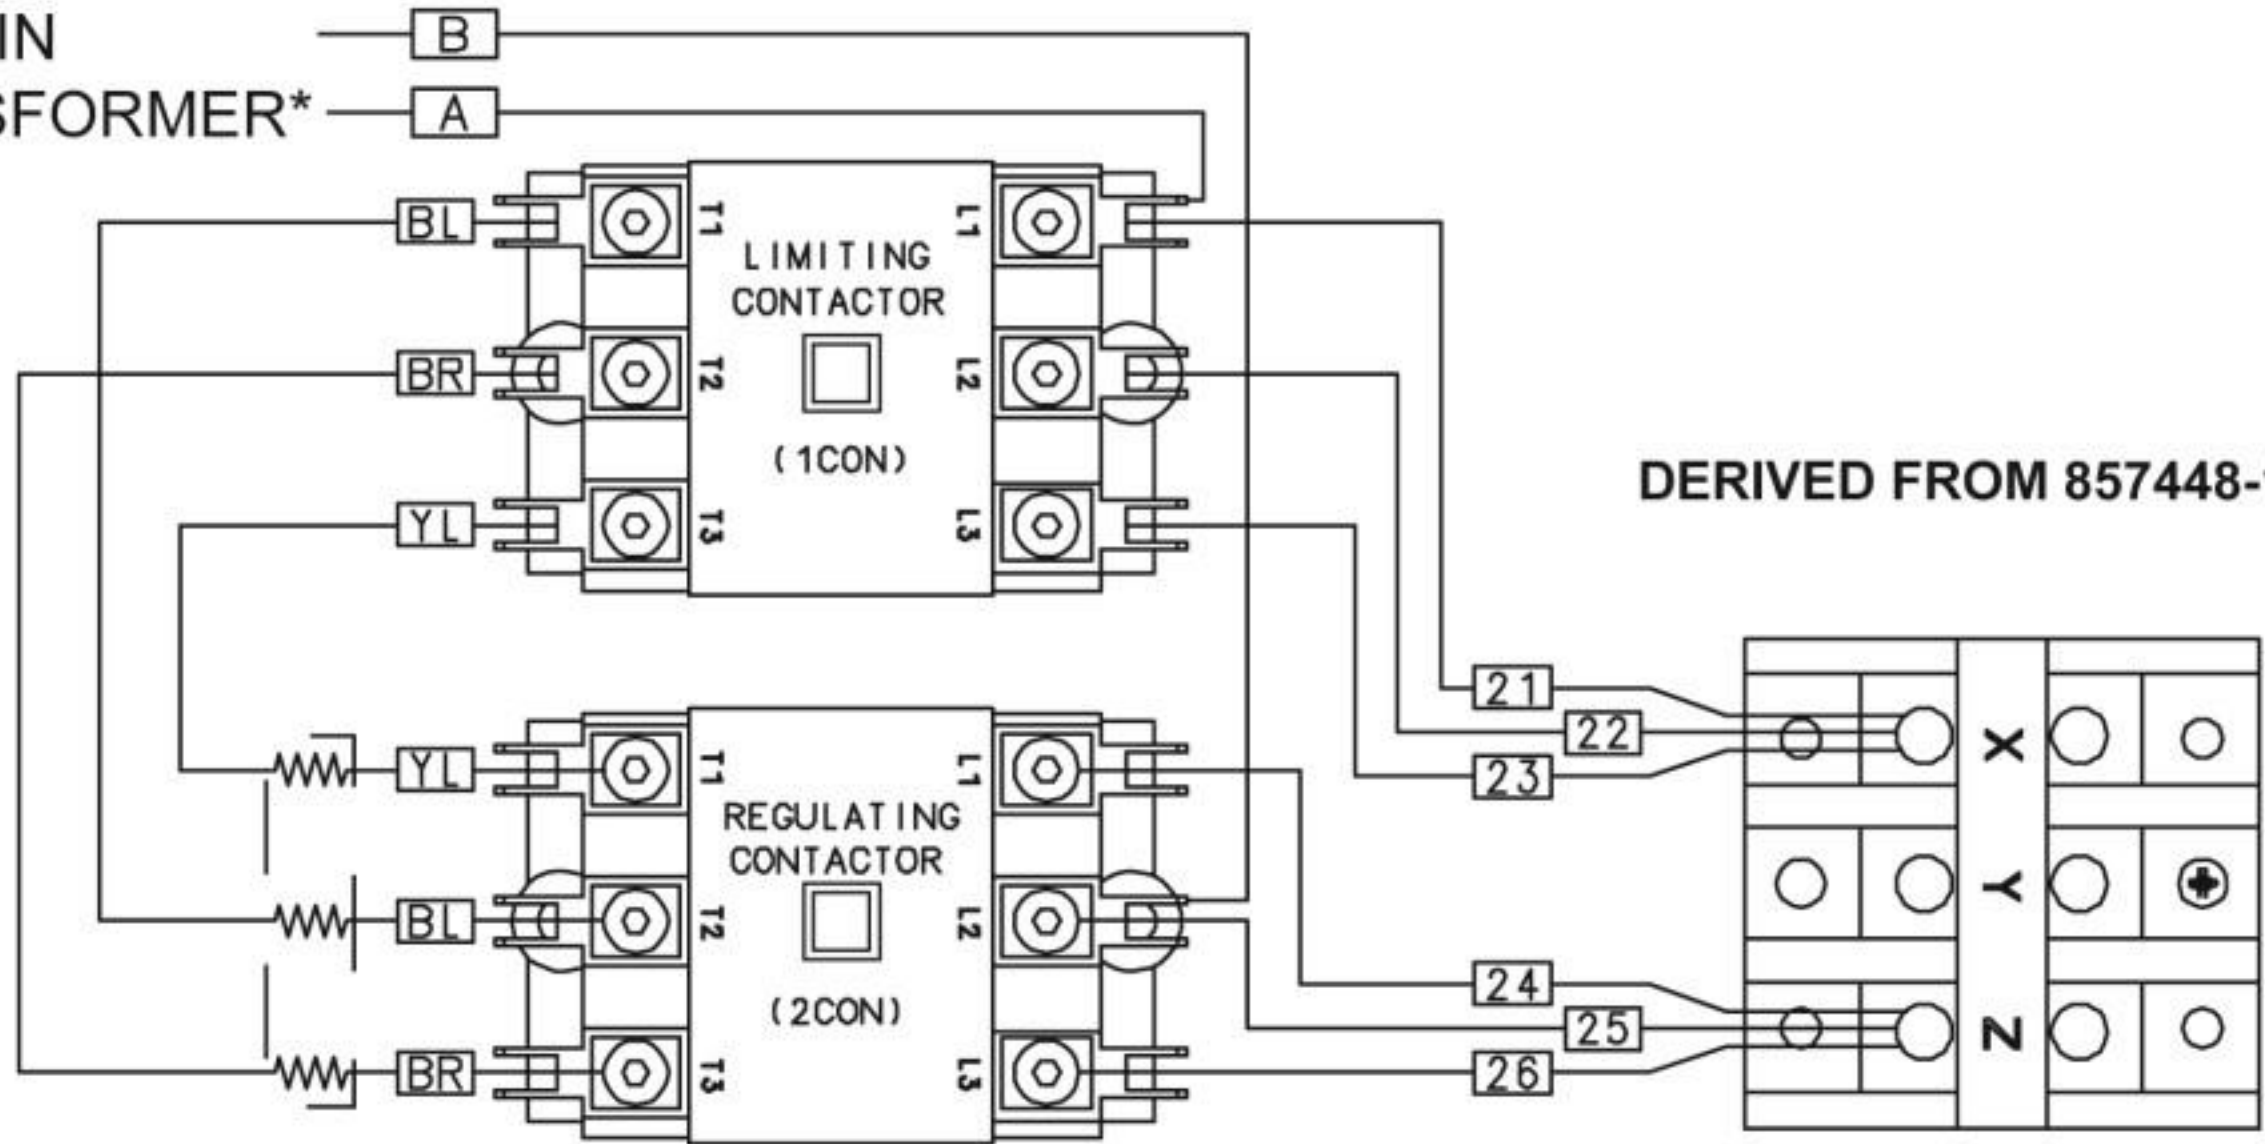 IN
B
SFORMER*
A
BL
T1
L1
LIMITING
CONTACTOR
BR
T2
L2
(1CON)
YL
T3
L3
DERIVED FROM 857448-
21
22
23
X
YL
T1
L1
REGULATING
CONTACTOR
BL
T2
L2
Y
(2CON)
24
25
26
Z
BR
T3
L3